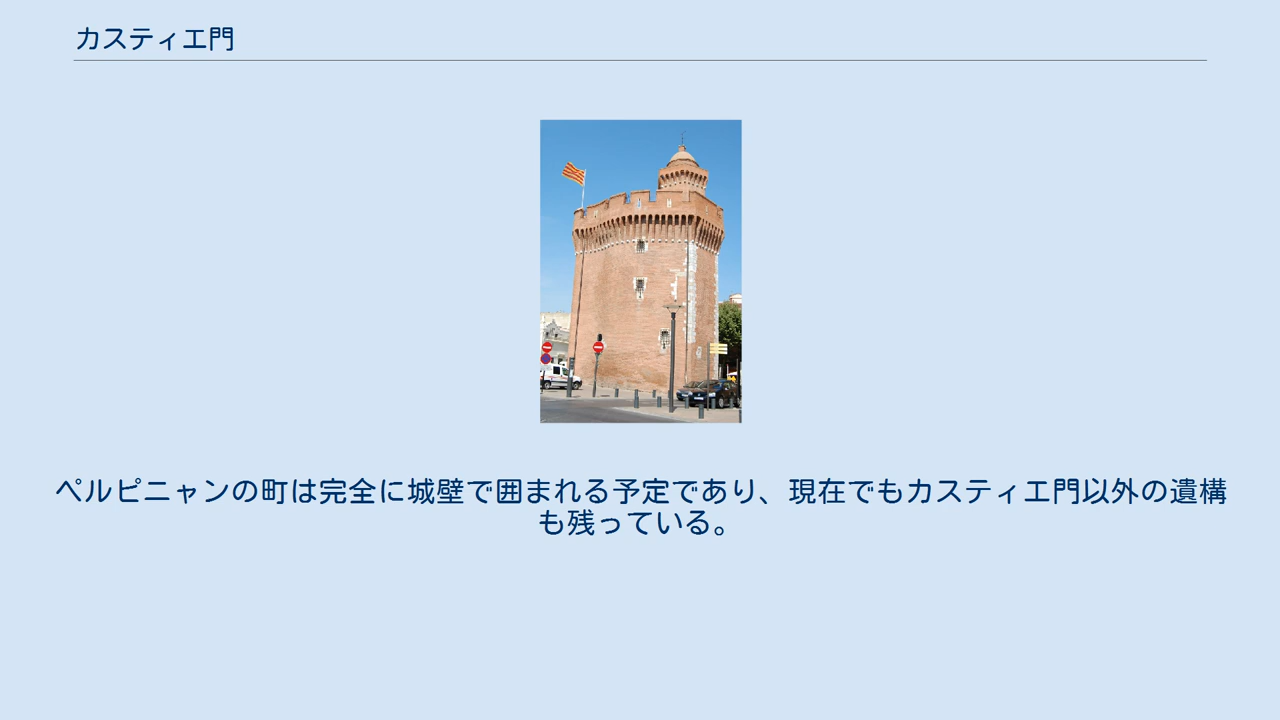 カスティエ門
ペルピニャンの町は完全に城壁で囲まれる予定であり、現在でもカスティエ門以外の遺構
も残っている。